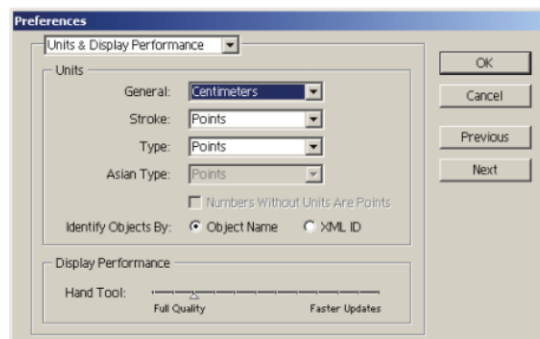 Preferences
Units & Display Performance
OK
Units
General: Centimeters
Cancel
Stroke: Points
Type: Points
Previous
Asian Type: Points
Next
Numbers Without Units Are Points
Identify Objects By: Object Name XML ID
Display Performance
Hand Tool:
Full Quality Faster Updates